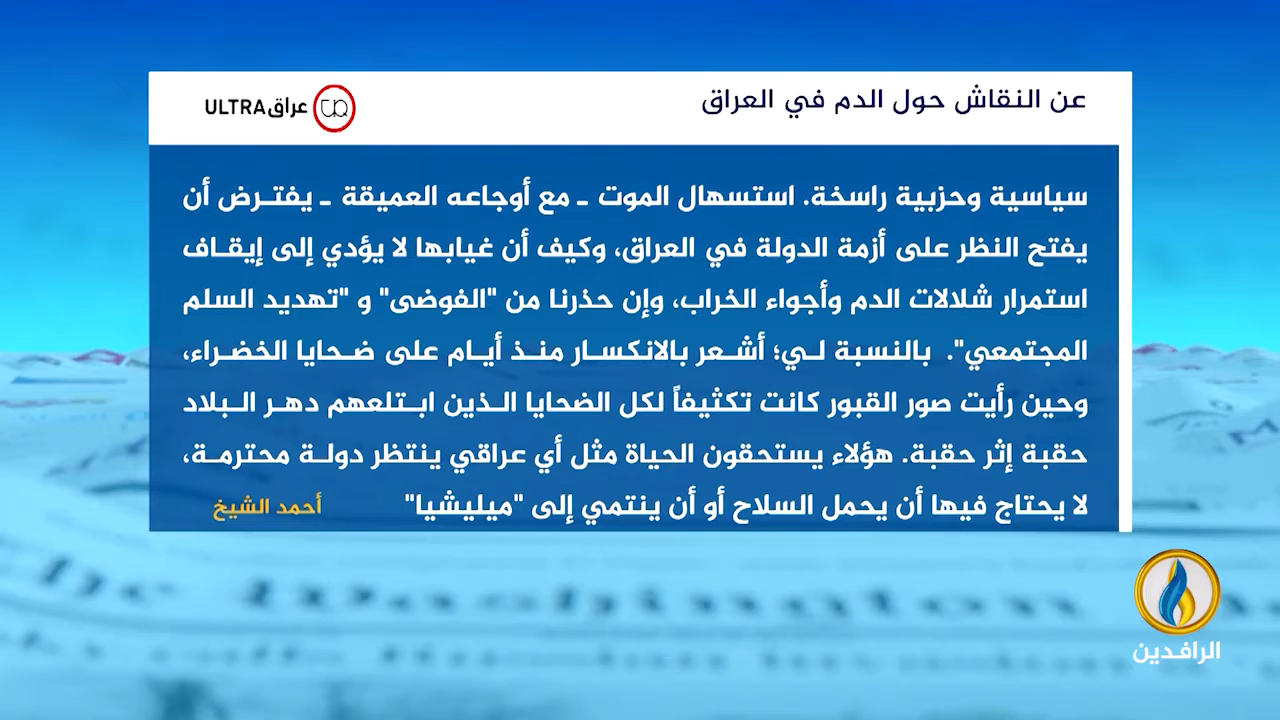 عن النقاش حول الدم في العراق
ULTRA عراق
سياسية وحزبية راسخة. استسهال الموت ـ مع أوجاعه العميقة ـ يفترض أن
يفتح النظر على أزمة الدولة في العراق، وكيف أن غيابها لا يؤدي إلى إيقاف
استمرار شلالات الدم وأجواء الخراب، وإن حذرنا من "الفوضى" و "تهديد السلم
المجتمعي". بالنسبة لي؛ أشعر بالانكسار منذ أيام على ضحايا الخضراء،
وحين رأيت صور القبور كانت تكثيفاً لكل الضحايا الذين ابتلعهم دهر البلاد
حقبة إثر حقبة. هؤلاء يستحقون الحياة مثل أي عراقي ينتظر دولة محترمة،
لا يحتاج فيها أن يحمل السلاح أو أن ينتمي إلى "ميليشيا"
أحمد الشيخ
الرافدين